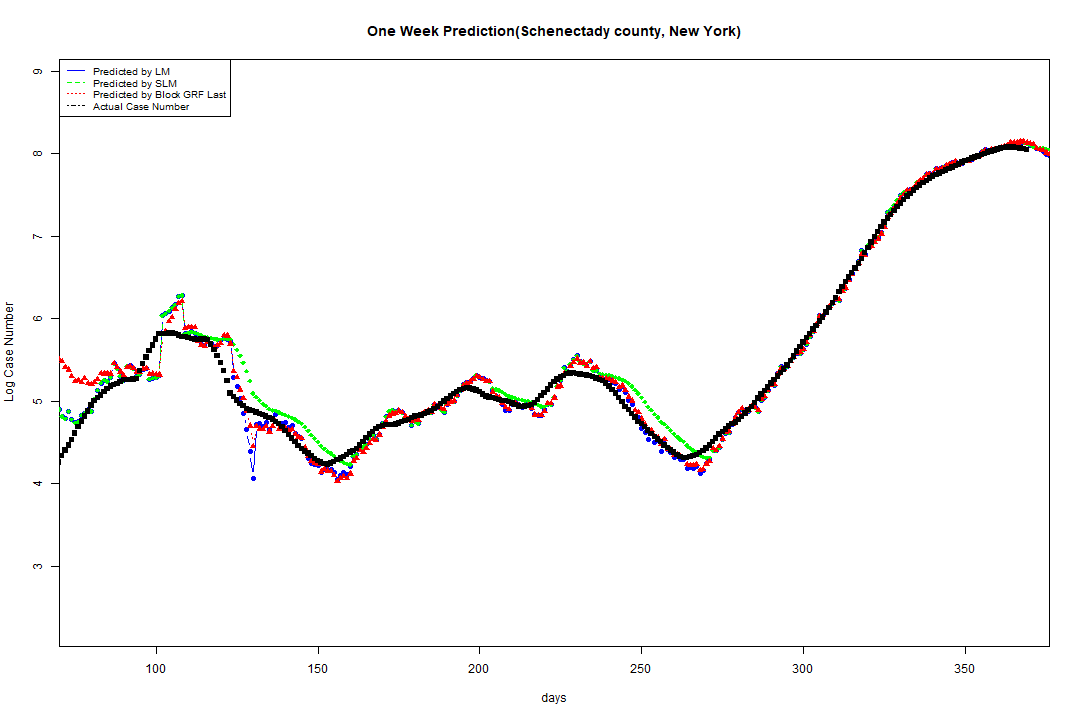 One Week Prediction(Schenectady county, New York)
Predicted by LM
Predicted by SLM
Predicted by Block GRF Last
Actual Case Number
9
8
7
6
5
4
3
Log Case Number
100 150 200 250 300 350
days